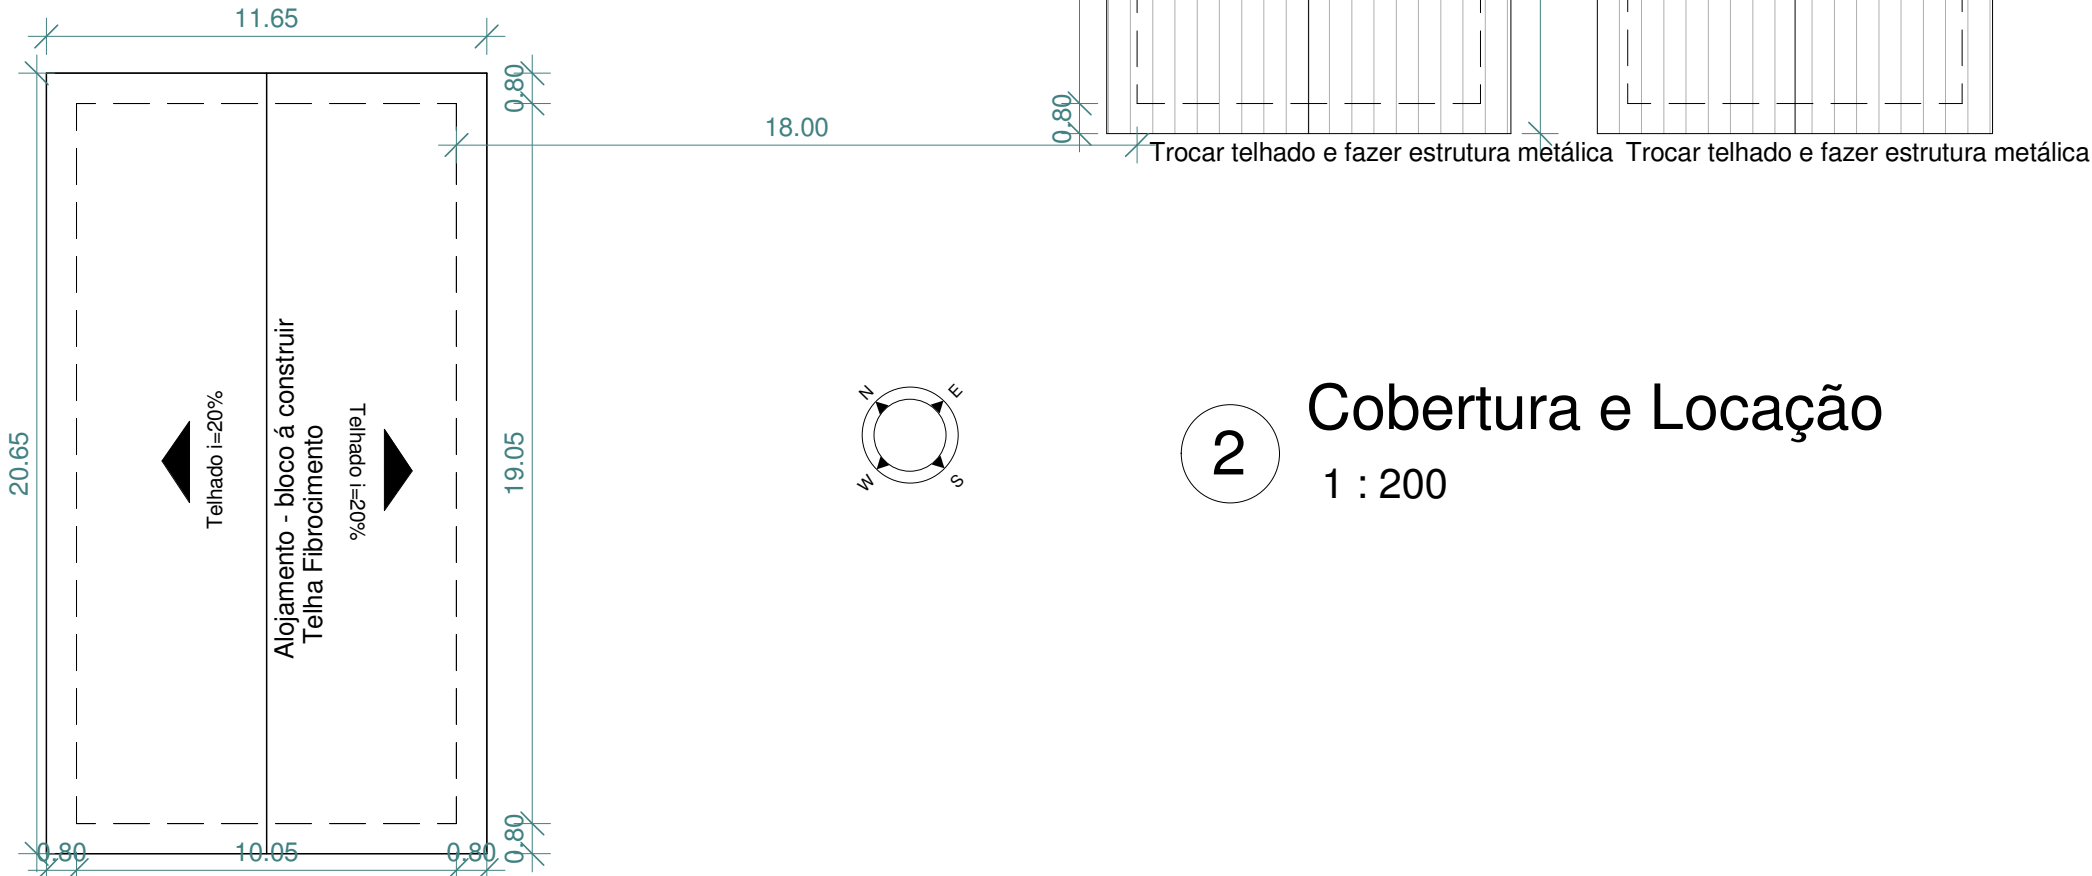 11.65
0.80
18.00
0.80
Trocar telhado e fazer estrutura metálica
Trocar telhado e fazer estrutura metálica
20.65
Telhado i=20%
Alojamento - bloco á construir
Telha Fibrocimento
Telhado i=20%
19.05
N
E
W
S
2
Cobertura e Locação
1 : 200
0.80
10.05
0.80
0.80